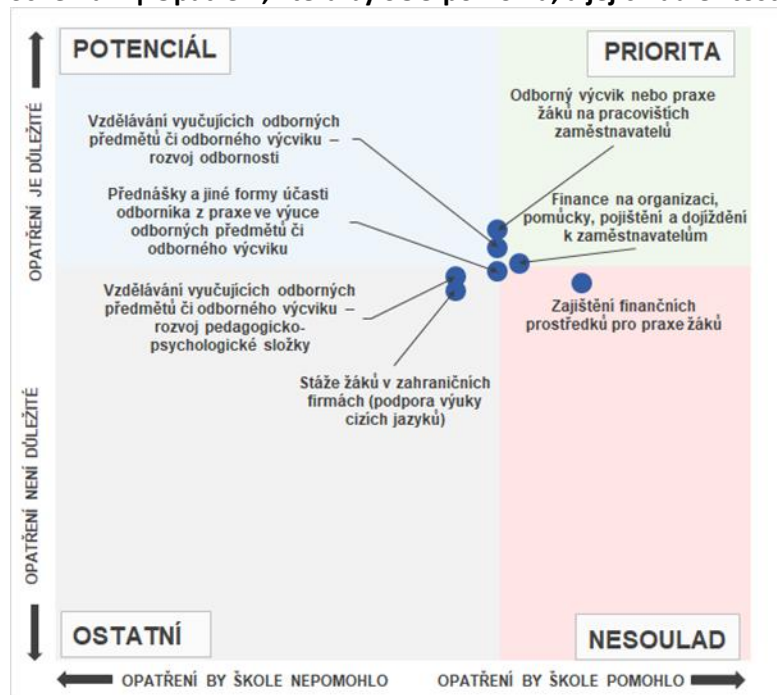 POTENCIÁL
PRIORITA
Odborný výcvik nebo praxe
žáků na pracovištích
zaměstnavatelů
Vzdělávání vyučujících odborných
předmětů či odborného výcviku –
rozvoj odbornosti
Přednášky a jiné formy účasti
odborníka z praxe ve výuce
odborných předmětů či
odborného výcviku
Finance na organizaci,
pomůcky, pojištění a dojíždění
k zaměstnavatelům
Vzdělávání vyučujících odborných
předmětů či odborného výcviku –
rozvoj pedagogicko-
psychologické složky
Zajištění finančních
prostředků pro praxe žáků
Stáže žáků v zahraničních
firmách (podpora výuky
cizích jazyků)
OPATŘENÍ JE DŮLEŽITÉ
OPATŘENÍ NENÍ DŮLEŽITÉ
OSTATNÍ
NESOULAD
OPATŘENÍ BY ŠKOLE NEPOMOHLO
OPATŘENÍ BY ŠKOLE POMOHLO